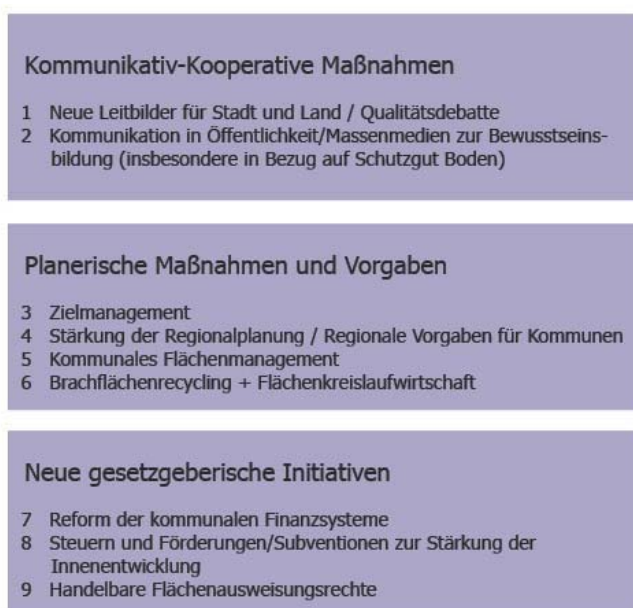 Kommunikativ-Kooperative Maßnahmen
1 Neue Leitbilder für Stadt und Land / Qualitätsdebatte
2 Kommunikation in Öffentlichkeit/Massenmedien zur Bewusstseins-
bildung (insbesondere in Bezug auf Schutzgut Boden)
Planerische Maßnahmen und Vorgaben
3 Zielmanagement
4 Stärkung der Regionalplanung / Regionale Vorgaben für Kommunen
5 Kommunales Flächenmanagement
6 Brachflächenrecycling + Flächenkreislaufwirtschaft
Neue gesetzgeberische Initiativen
7 Reform der kommunalen Finanzsysteme
8 Steuern und Förderungen/Subventionen zur Stärkung der
Innenentwicklung
9 Handelbare Flächenausweisungsrechte